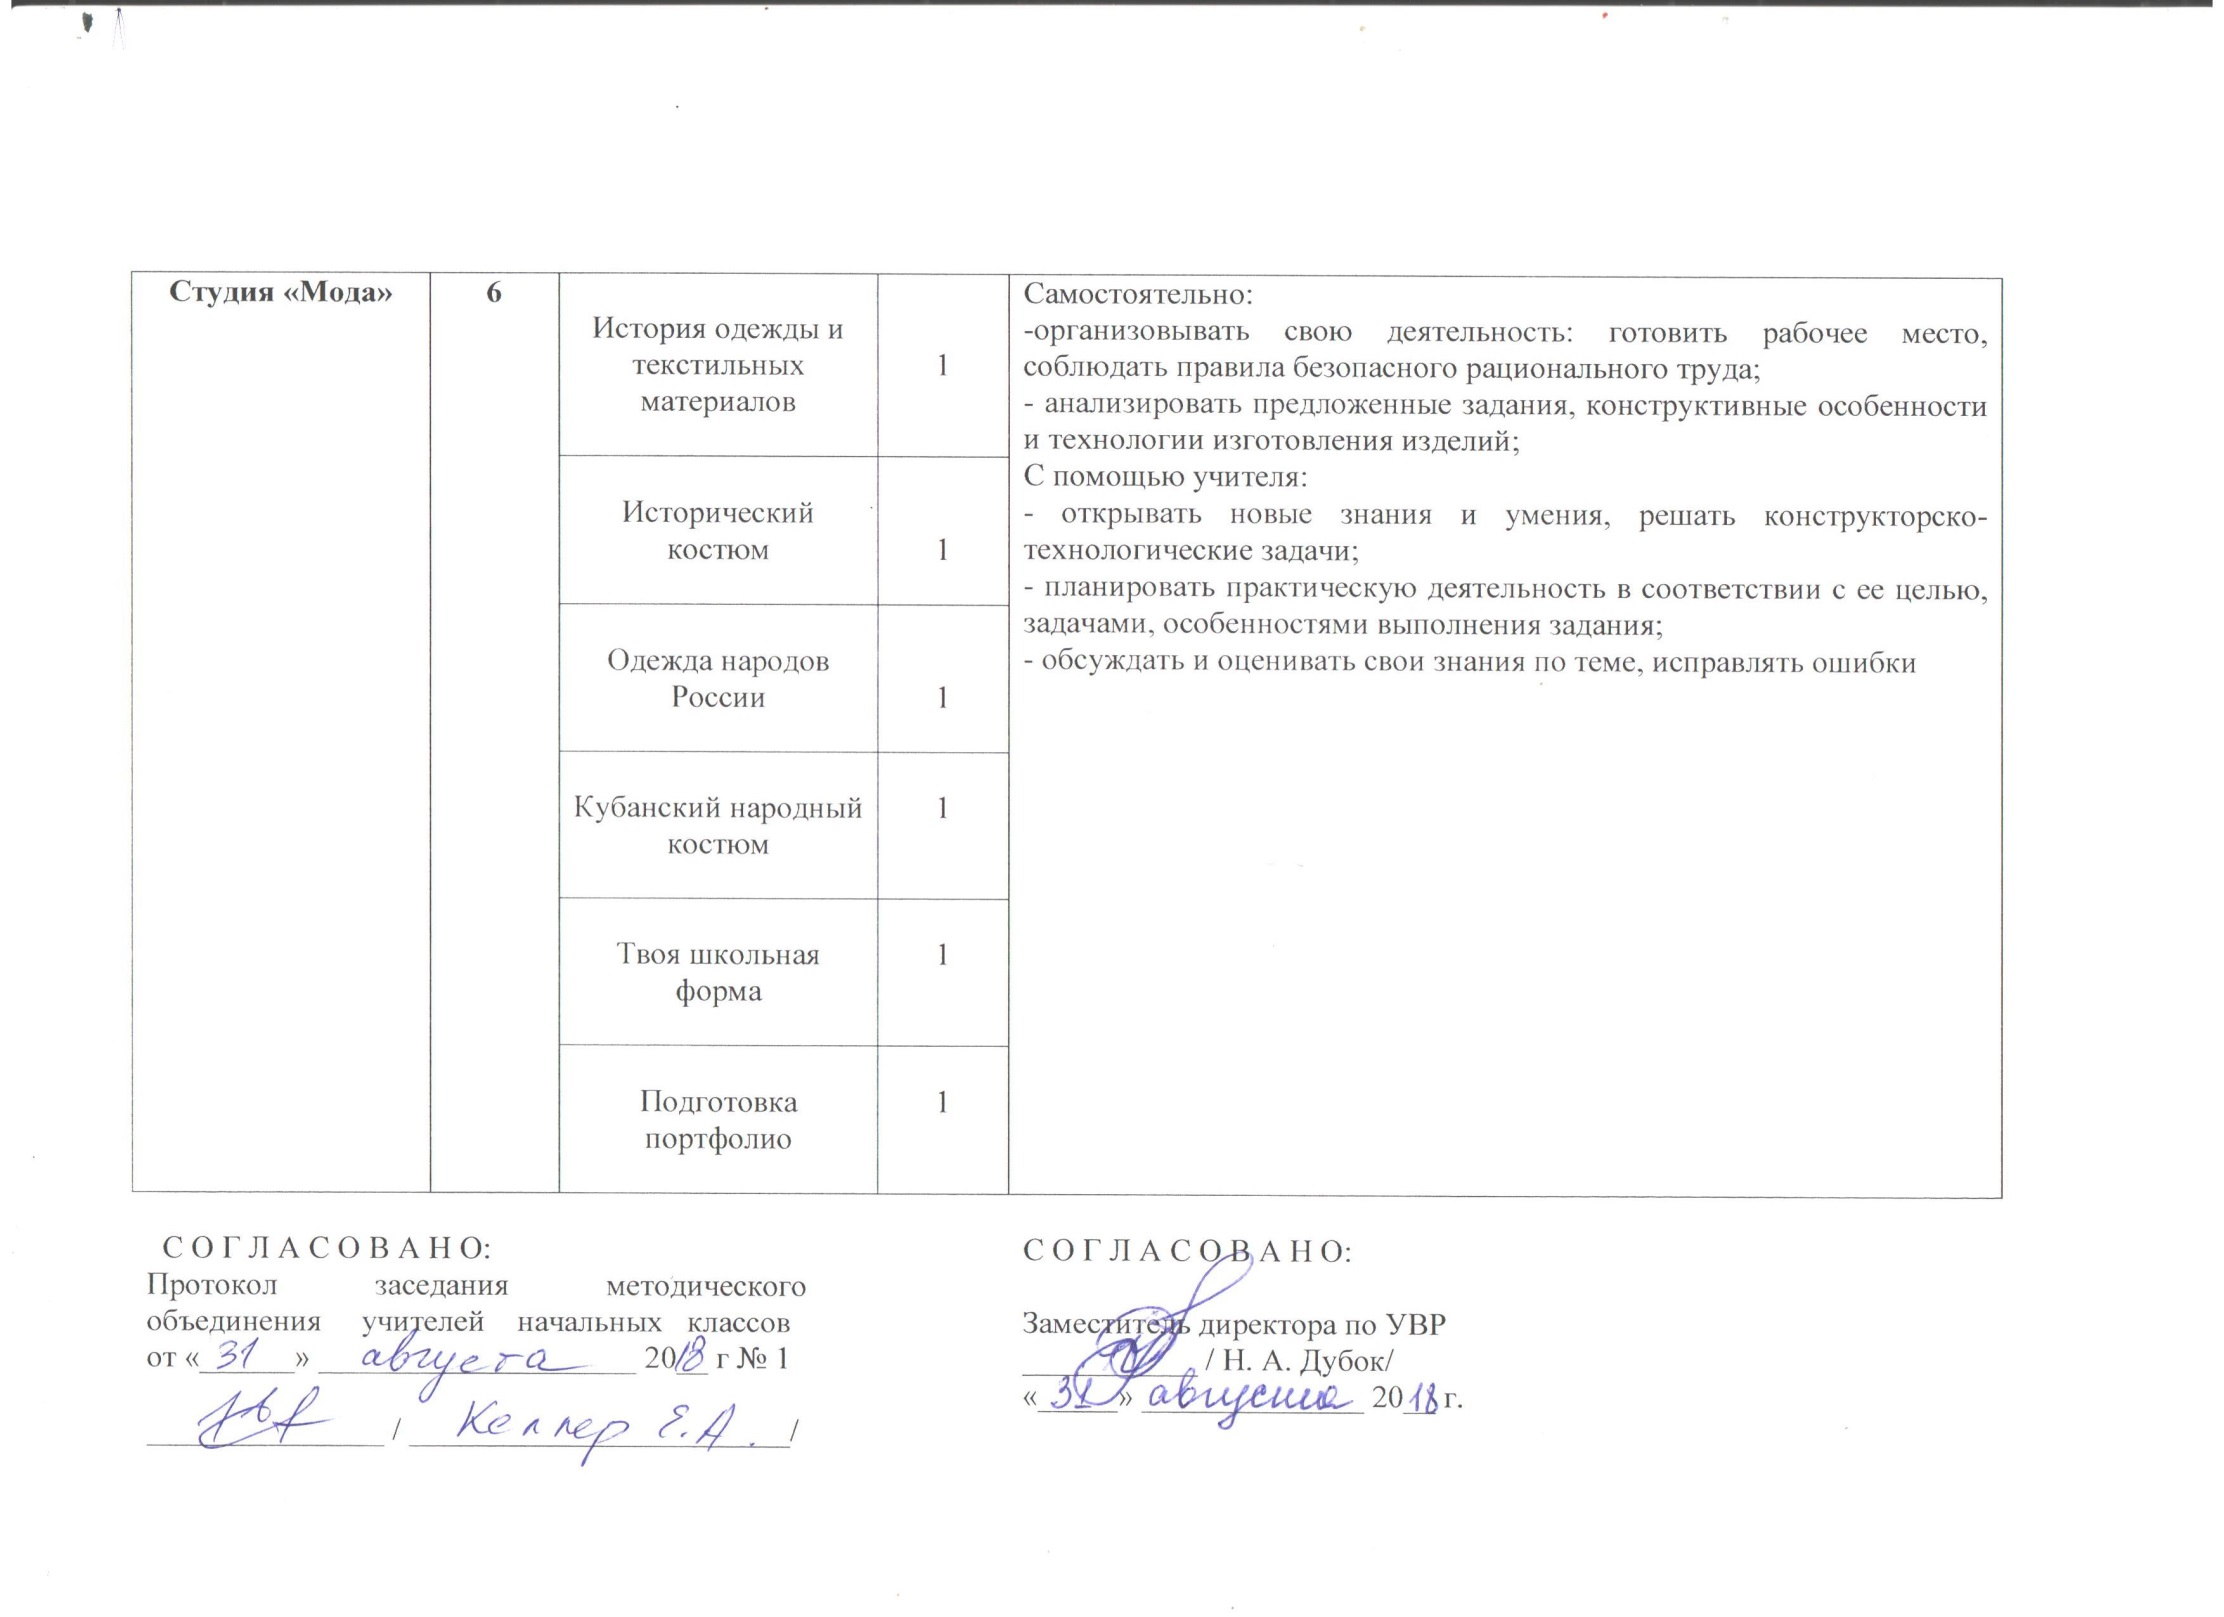 Студия «Мода»
6
История одежды и
текстильных
материалов
1
Исторический
костюм
1
Одежда народов
России
1
Кубанский народный
костюм
1
Твоя школьная
форма
1
Подготовка
портфолио
1
Самостоятельно:
-организовывать свою деятельность: готовить рабочее место,
соблюдать правила безопасного рационального труда;
- анализировать предложенные задания, конструктивные особенности
и технологии изготовления изделий;
С помощью учителя:
- открывать новые знания и умения, решать конструкторско-
технологические задачи;
- планировать практическую деятельность в соответствии с ее целью,
задачами, особенностями выполнения задания;
- обсуждать и оценивать свои знания по теме, исправлять ошибки
С О Г Л А С О В А Н О:
Протокол заседания методического
объединения учителей начальных классов
от « 31 » августа 2018 г № 1
/ Келлер Е.А. /
С О Г Л А С О В А Н О:
Заместитель директора по УВР
/ Н. А. Дубок/
« 31 » августа 2018 г.